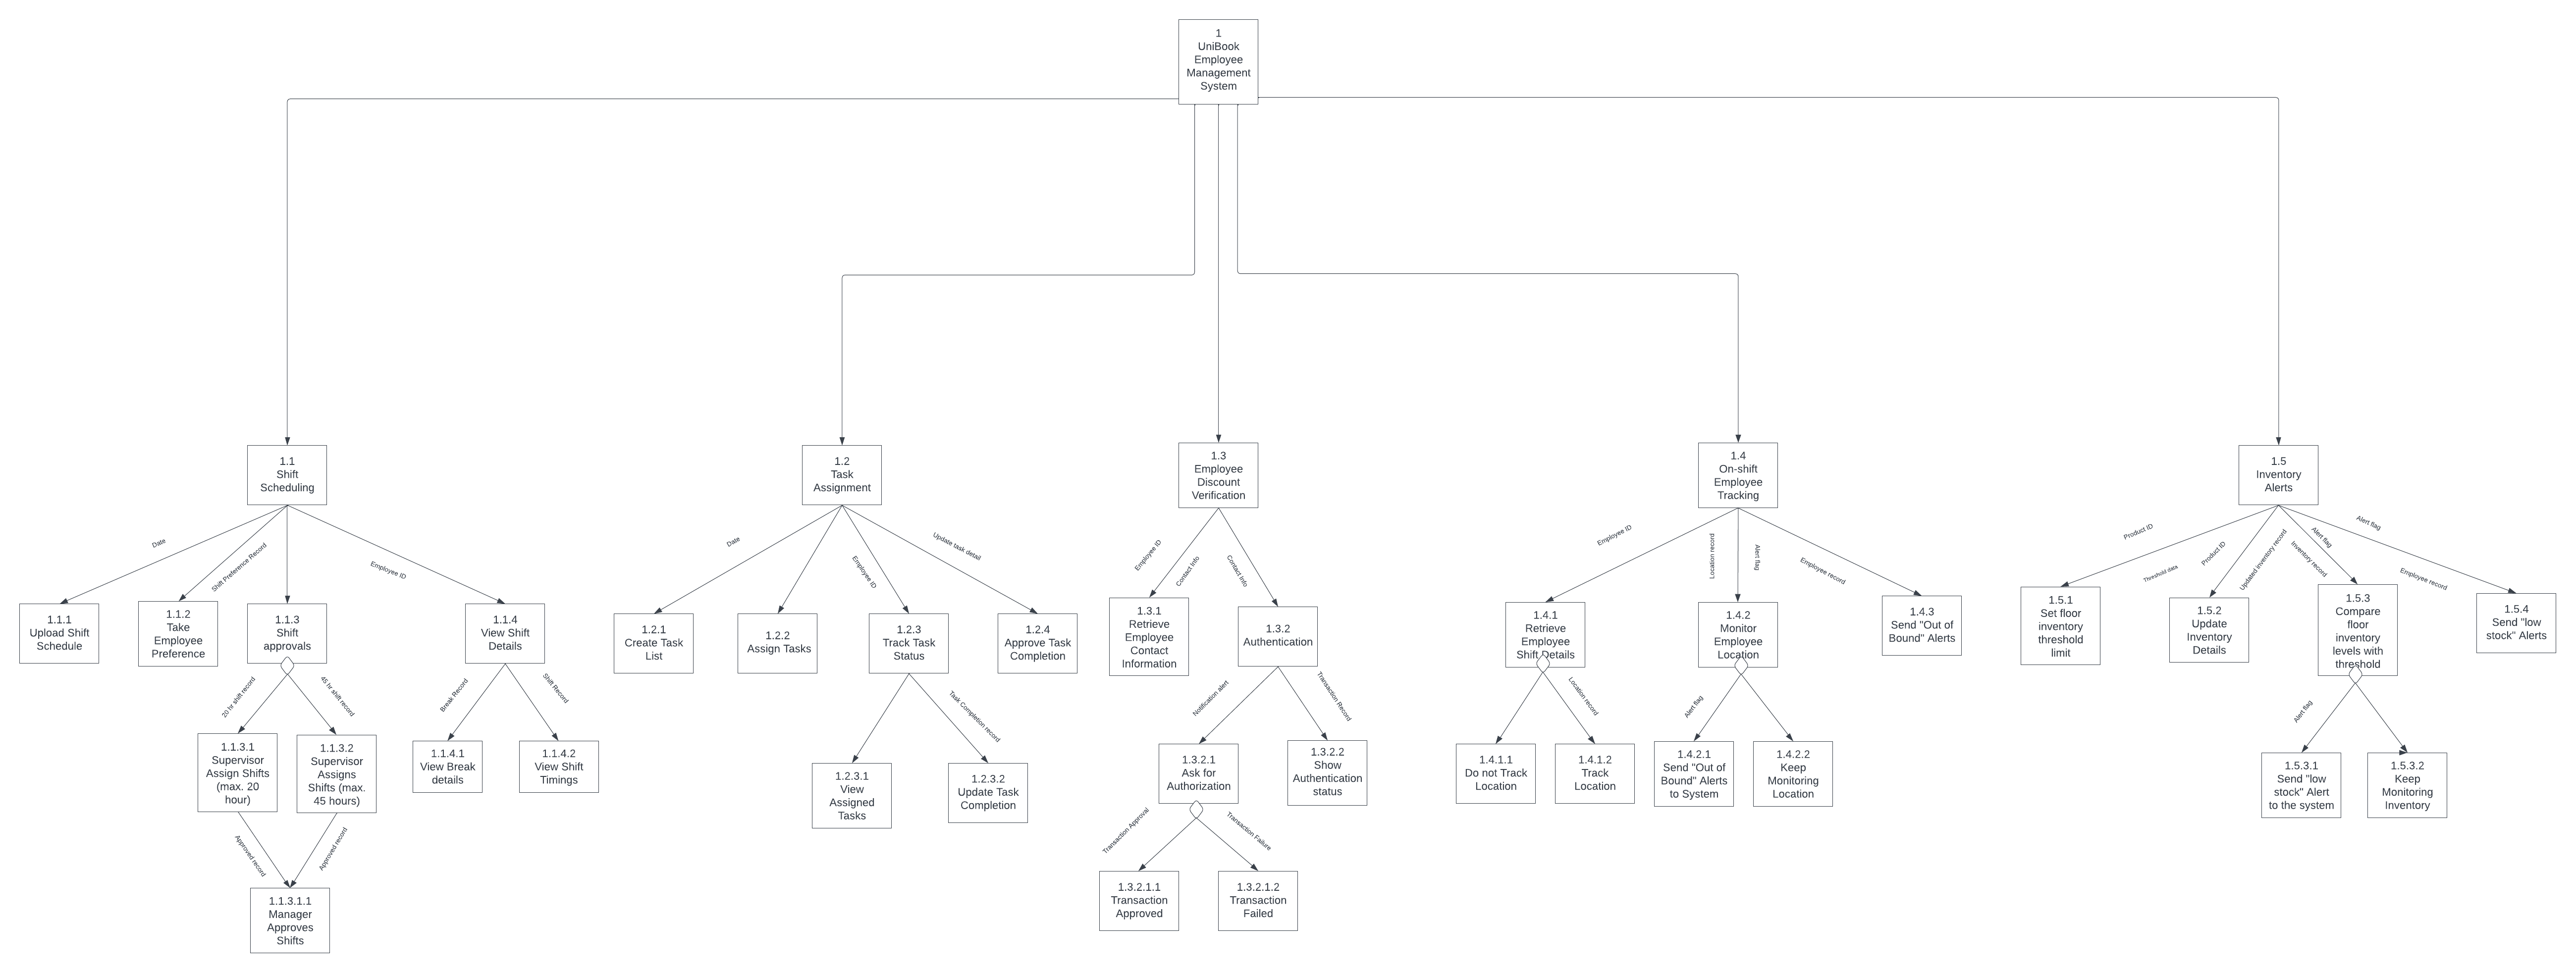 1
UniBook
Employee
Management
System
1.1
Shift
Scheduling
1.2
Task
Assignment
1.3
Employee
Discount
Verification
1.4
On-shift
Employee
Tracking
1.5
Inventory
Alerts
Date
Shift Preference Record
Employee ID
Date
Employee ID
Update task detail
Employee ID
Contact Info
Contact Info
Employee ID
Location record
Alert flag
Employee record
Product ID
Threshold data
Product ID
Updated inventory record
Alert flag
Inventory record
Alert flag
Employee record
1.1.1
Upload Shift
Schedule
1.1.2
Take
Employee
Preference
1.1.3
Shift
approvals
1.1.4
View Shift
Details
1.2.1
Create Task
List
1.2.2
Assign Tasks
1.2.3
Track Task
Status
1.2.4
Approve Task
Completion
1.3.1
Retrieve
Employee
Contact
Information
1.3.2
Authentication
1.4.1
Retrieve
Employee
Shift Details
1.4.2
Monitor
Employee
Location
1.4.3
Send "Out of
Bound" Alerts
1.5.1
Set floor
inventory
threshold
limit
1.5.2
Update
Inventory
Details
1.5.3
Compare
floor
inventory
levels with
threshold
1.5.4
Send "low
stock" Alerts
20 hr shift record
45 hr shift record
Break Record
Shift Record
Task Completion record
Notification alert
Transaction Record
Location record
Alert flag
Alert flag
1.1.3.1
Supervisor
Assign Shifts
(max. 20
hour)
1.1.3.2
Supervisor
Assigns
Shifts (max.
45 hours)
1.1.4.1
View Break
details
1.1.4.2
View Shift
Timings
1.2.3.1
View
Assigned
Tasks
1.2.3.2
Update Task
Completion
1.3.2.1
Ask for
Authorization
1.3.2.2
Show
Authentication
status
1.4.1.1
Do not Track
Location
1.4.1.2
Track
Location
1.4.2.1
Send "Out of
Bound" Alerts
to System
1.4.2.2
Keep
Monitoring
Location
1.5.3.1
Send "low
stock" Alert
to the system
1.5.3.2
Keep
Monitoring
Inventory
Approved record
Approved record
Transaction Approval
Transaction Failure
1.1.3.1.1
Manager
Approves
Shifts
1.3.2.1.1
Transaction
Approved
1.3.2.1.2
Transaction
Failed